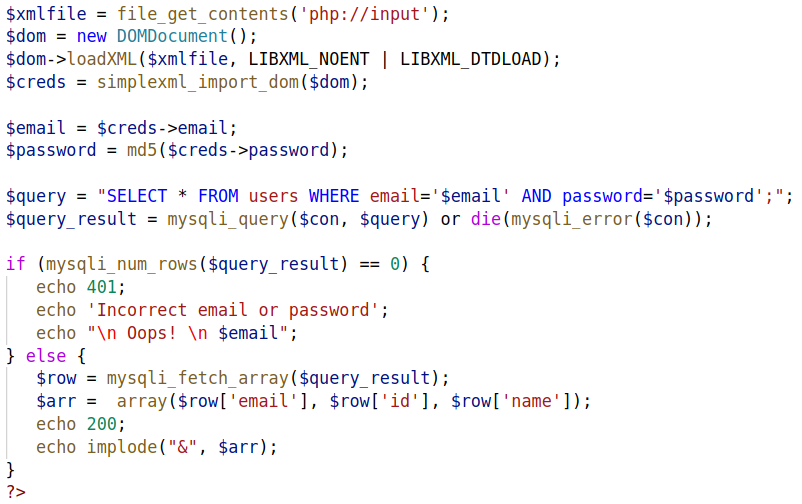 $xmlfile = file_get_contents('php://input');
$dom = new DOMDocument();
$dom->loadXML($xmlfile, LIBXML_NOENT | LIBXML_DTDLOAD);
$creds = simplexml_import_dom($dom);

$email = $creds->email;
$password = md5($creds->password);

$query = "SELECT * FROM users WHERE email='$email' AND password='$password';";
$query_result = mysqli_query($con, $query) or die(mysqli_error($con));

if (mysqli_num_rows($query_result) == 0) {
   echo 401;
   echo 'Incorrect email or password';
   echo "\n Oops! \n $email";
} else {
   $row = mysqli_fetch_array($query_result);
   $arr =  array($row['email'], $row['id'], $row['name']);
   echo 200;
   echo implode("&", $arr);
}
?>